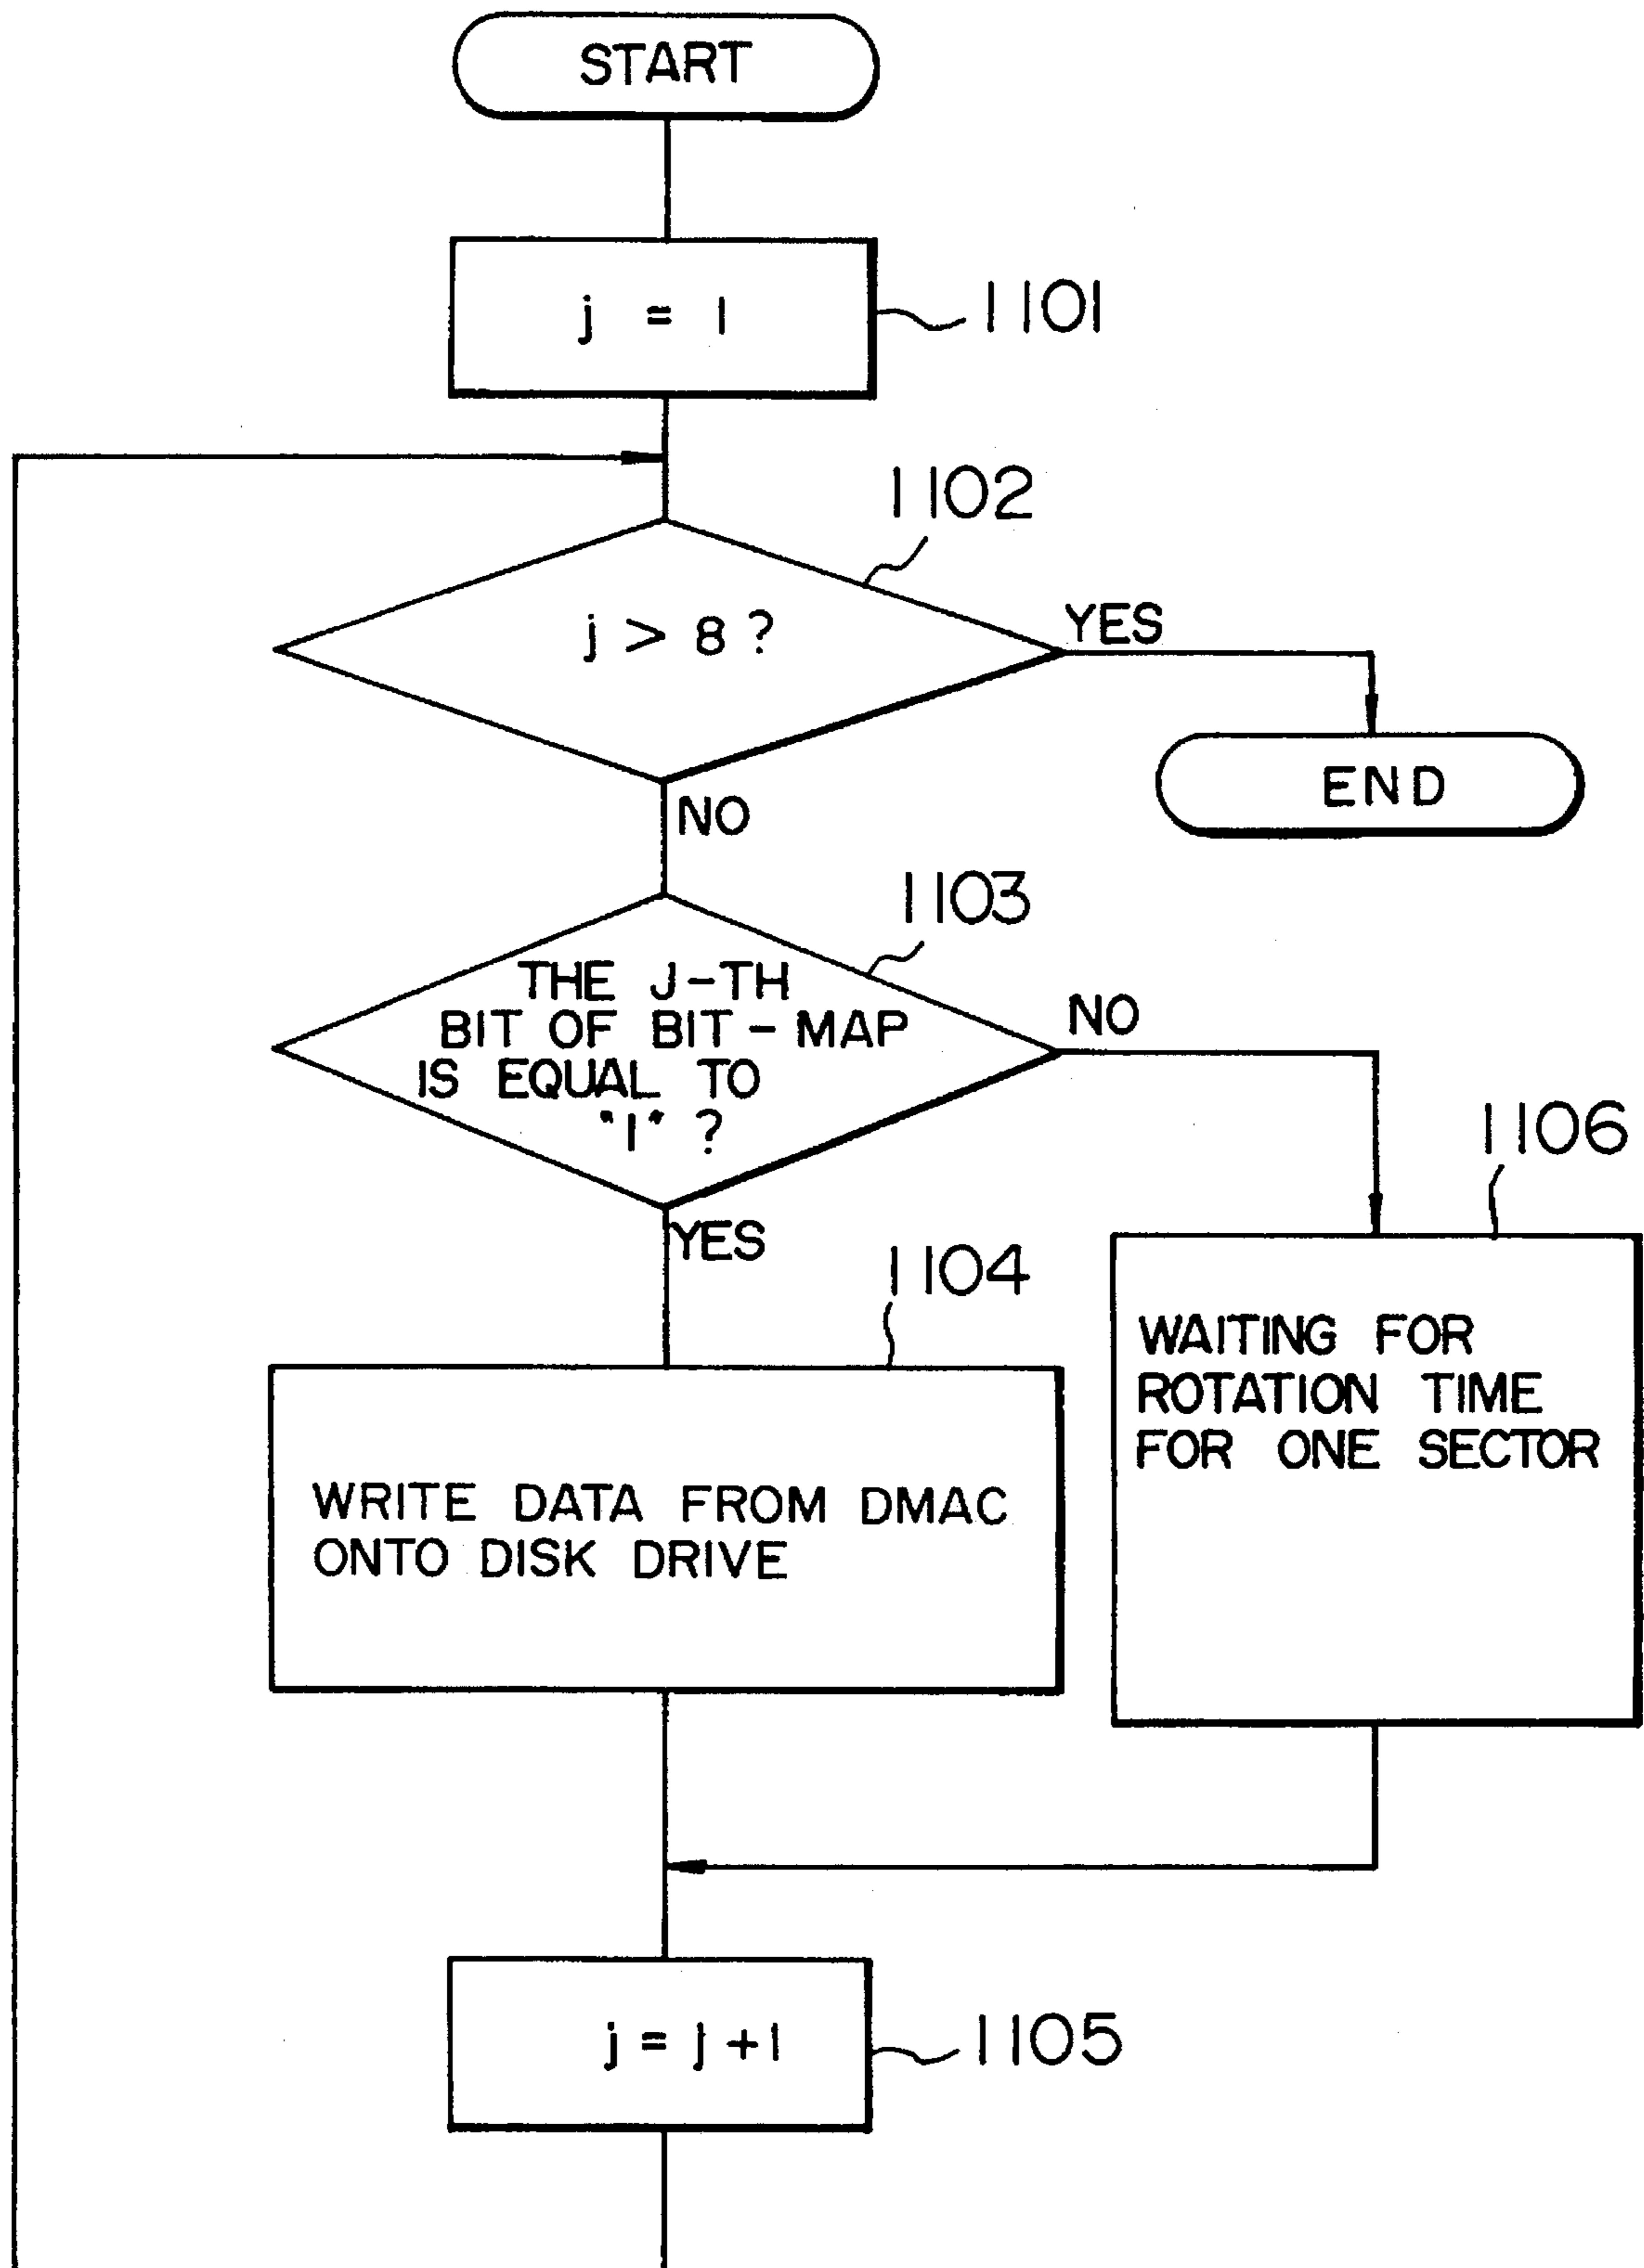 START
j = 1
1101
1102
j > 8 ?
YES
END
NO
1103
THE J-TH
BIT OF BIT-MAP
IS EQUAL TO
"1" ?
NO
1106
YES
1104
WAITING FOR
ROTATION TIME
FOR ONE SECTOR
WRITE DATA FROM DMAC
ONTO DISK DRIVE
j = j + 1
1105